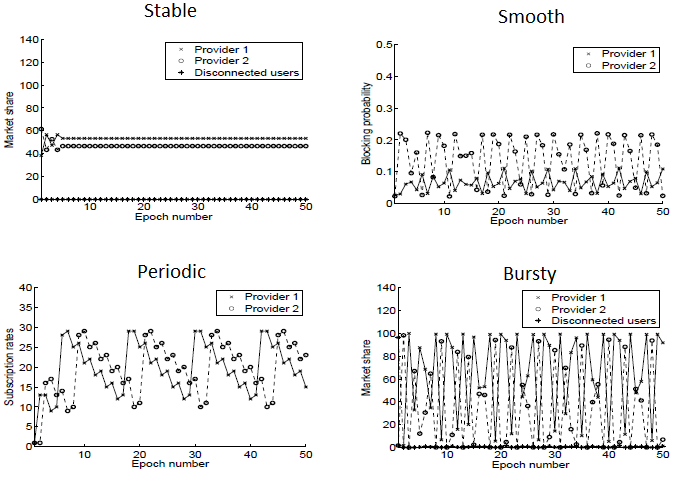 Stable
140
120
100
80
60
40
20
0
Market share
Provider 1
Provider 2
Disconnected users
10 20 30 40 50
Epoch number
Smooth
0.5
0.4
0.3
0.2
0.1
0
Blocking probability
Provider 1
Provider 2
10 20 30 40 50
Epoch number
Periodic
40
35
30
25
20
15
10
5
0
Subscription rates
Provider 1
Provider 2
10 20 30 40 50
Epoch number
Bursty
140
120
100
80
60
40
20
0
Market share
Provider 1
Provider 2
Disconnected users
10 20 30 40 50
Epoch number